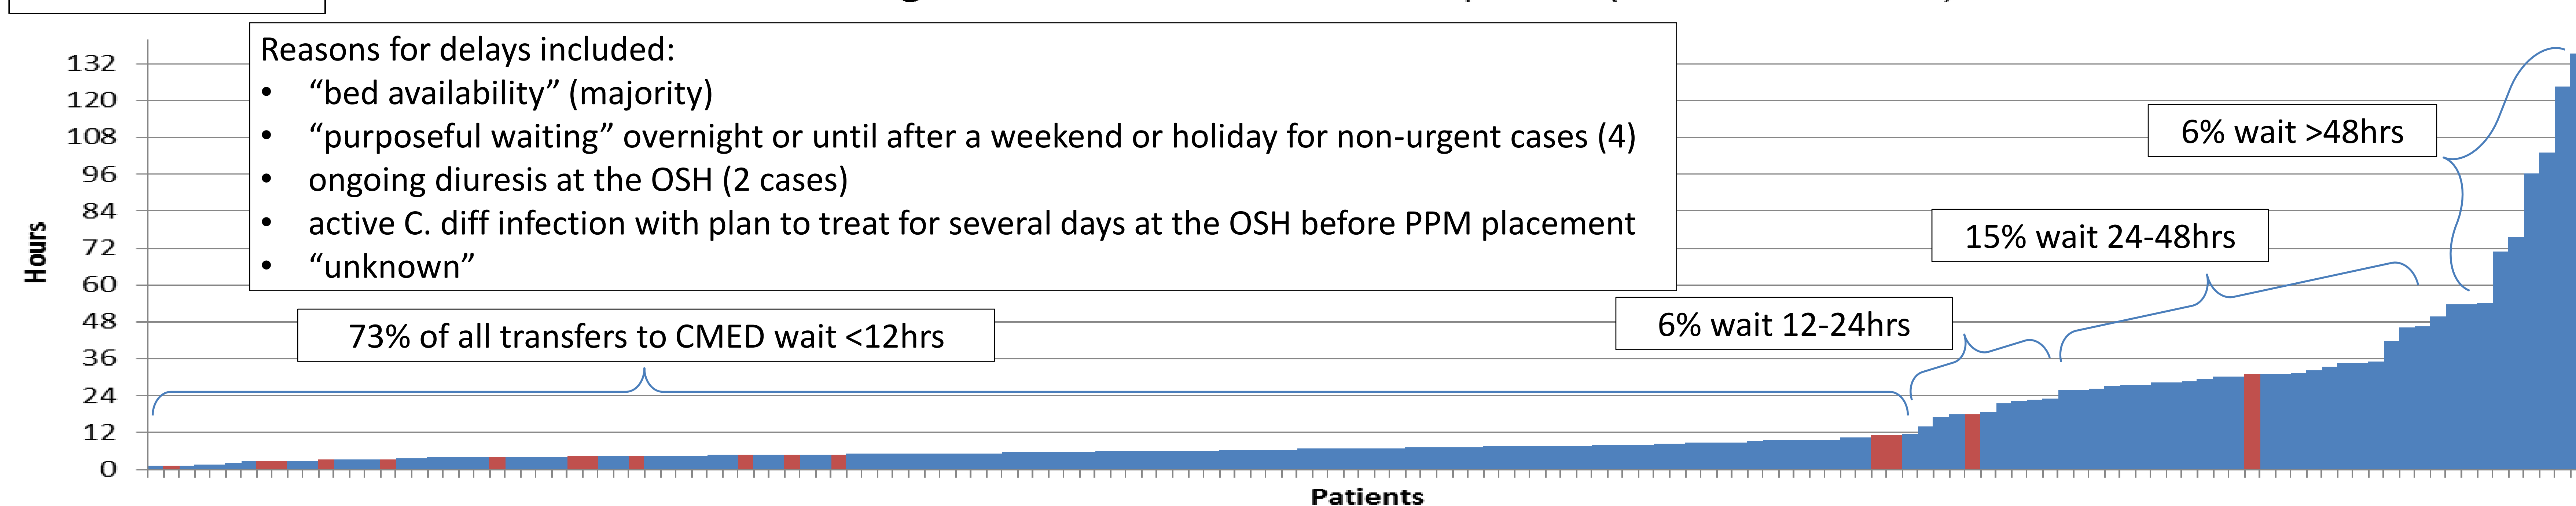 Reasons for delays included:
• “bed availability” (majority)
• “purposeful waiting” overnight or until after a weekend or holiday for non-urgent cases (4)
• ongoing diuresis at the OSH (2 cases)
• active C. diff infection with plan to treat for several days at the OSH before PPM placement
• “unknown”
6% wait >48hrs
15% wait 24-48hrs
6% wait 12-24hrs
73% of all transfers to CMED wait <12hrs
Hours
132
120
108
96
84
72
60
48
36
24
12
0
Patients